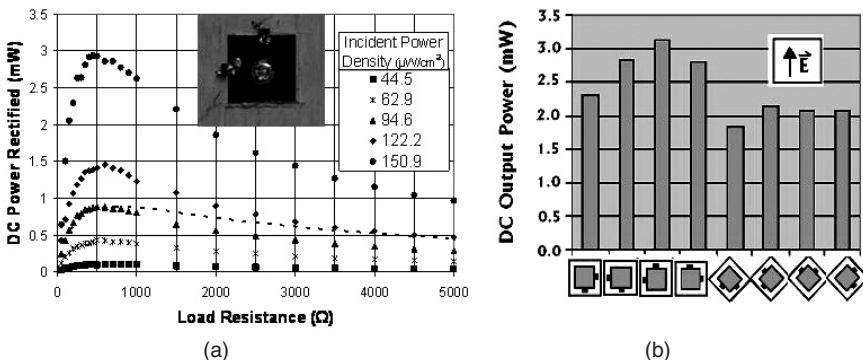 3.5
3
2.5
2
1.5
1
0.5
0
DC Power Rectified (mW)
Incident Power
Density (µW/cm²)
44.5
62.9
94.6
122.2
150.9
0 1000 2000 3000 4000 5000
Load Resistance (Ω)
(a)
3.5
3.0
2.5
2.0
1.5
1.0
0.5
0.0
DC Output Power (mW)
E
(b)